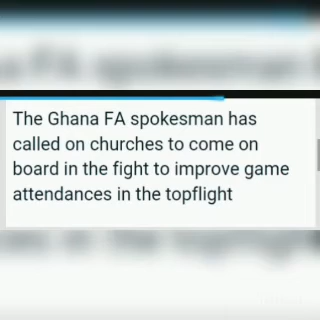 The Ghana FA spokesman has
called on churches to come on
board in the fight to improve game
attendances in the topflight